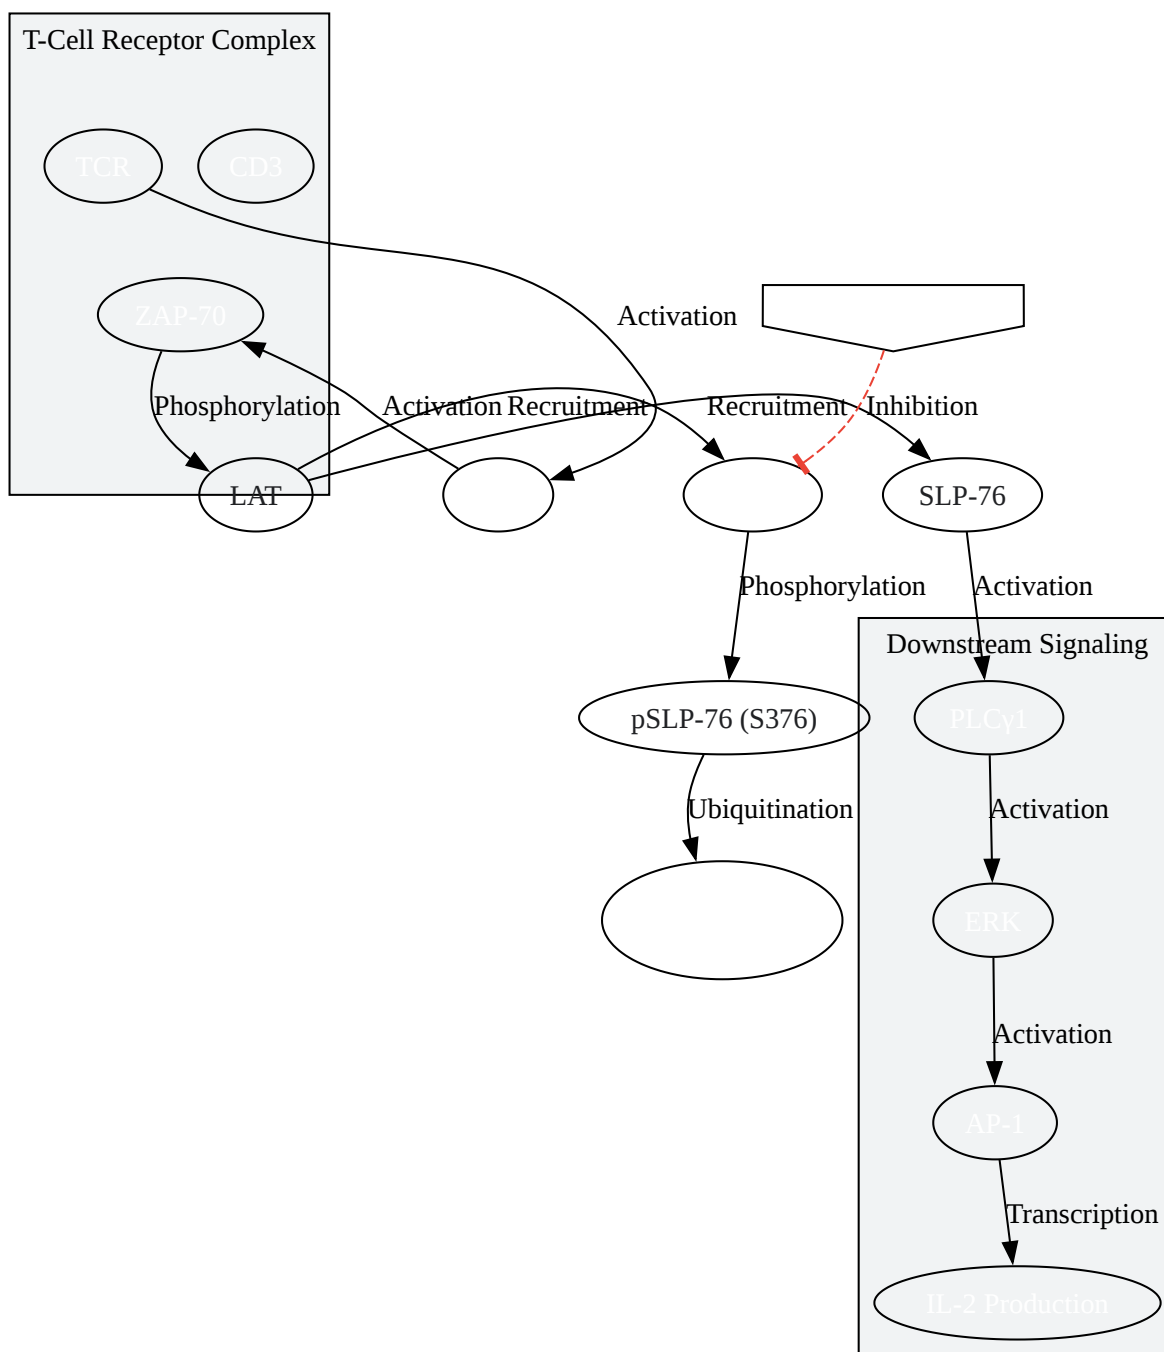 T-Cell Receptor Complex
TCR
CD3
ZAP-70
Activation
Phosphorylation
Activation
Recruitment
Recruitment
Inhibition
LAT
SLP-76
Phosphorylation
Activation
Downstream Signaling
pSLP-76 (S376)
PLCγ1
Ubiquitination
Activation
ERK
Activation
AP-1
Transcription
IL-2 Production